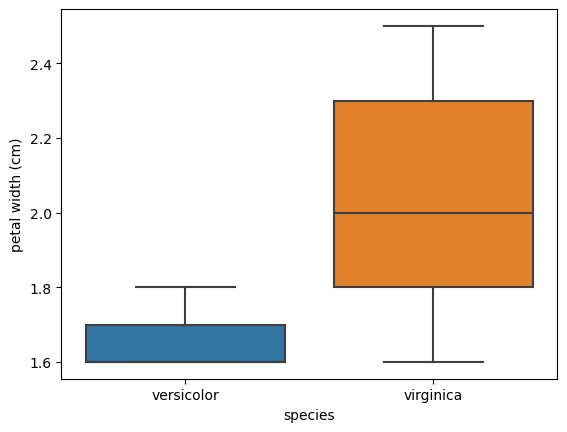 petal width (cm)
2.4
2.2
2.0
1.8
1.6
versicolor
virginica
species